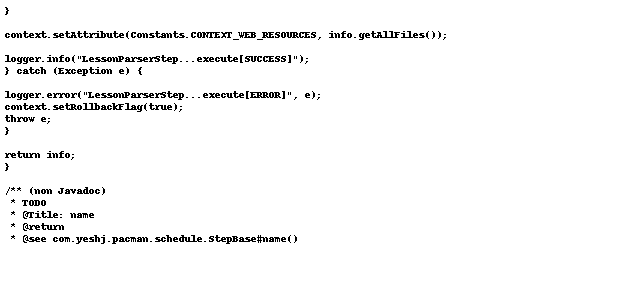 }
context.setAttribute(Constants.CONTEXT_WEB_RESOURCES, info.getAllFiles());
logger.info("LessonParserStep...execute[SUCCESS]");
} catch (Exception e) {
logger.error("LessonParserStep...execute[ERROR]", e);
context.setRollbackFlag(true);
throw e;
}
return info;
}
/** (non Javadoc)
* TODO
* @Title: name
* @return
* @see com.yeshj.pacman.schedule.StepBase#name()